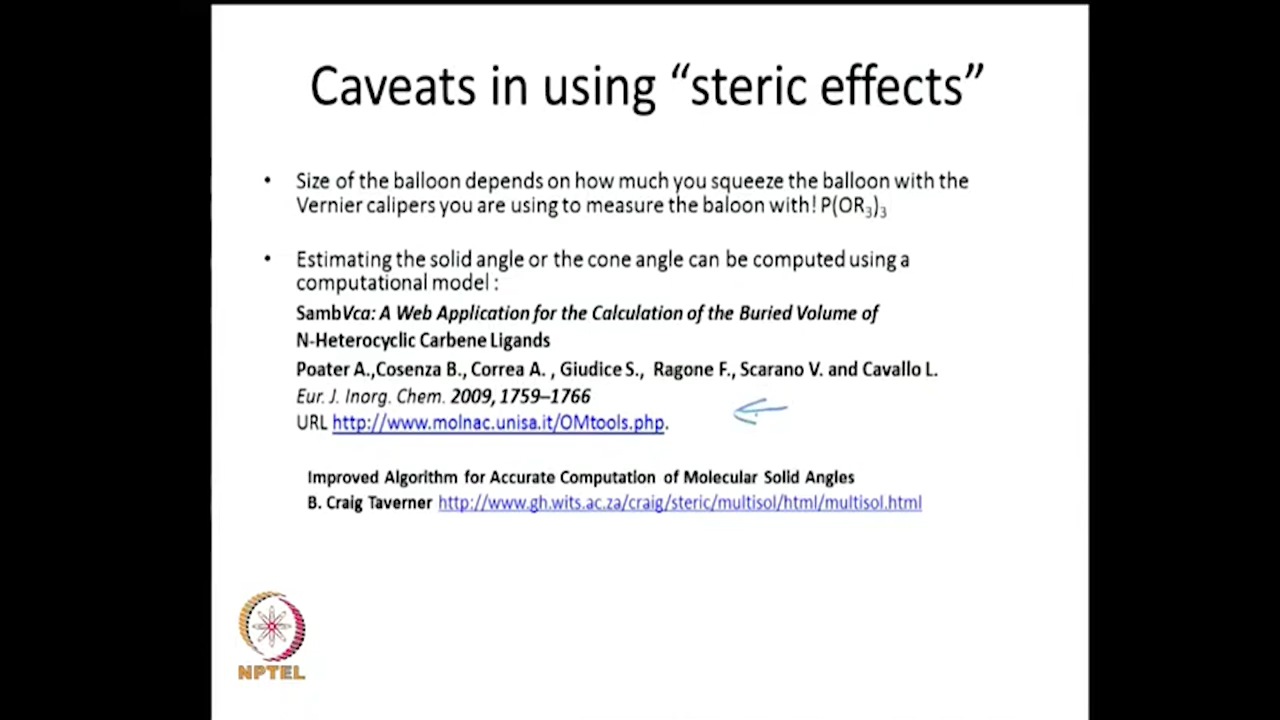 Caveats in using “steric effects”
• Size of the balloon depends on how much you squeeze the balloon with the
Vernier calipers you are using to measure the baloon with! P(OR₃)₃
• Estimating the solid angle or the cone angle can be computed using a
computational model :
SambVca: A Web Application for the Calculation of the Buried Volume of
N-Heterocyclic Carbene Ligands
Poater A.,Cosenza B., Correa A. , Giudice S., Ragone F., Scarano V. and Cavallo L.
Eur. J. Inorg. Chem. 2009, 1759–1766
URL http://www.molnac.unisa.it/OMtools.php.
Improved Algorithm for Accurate Computation of Molecular Solid Angles
B. Craig Taverner http://www.gh.wits.ac.za/craig/steric/multisol/html/multisol.html
NPTEL